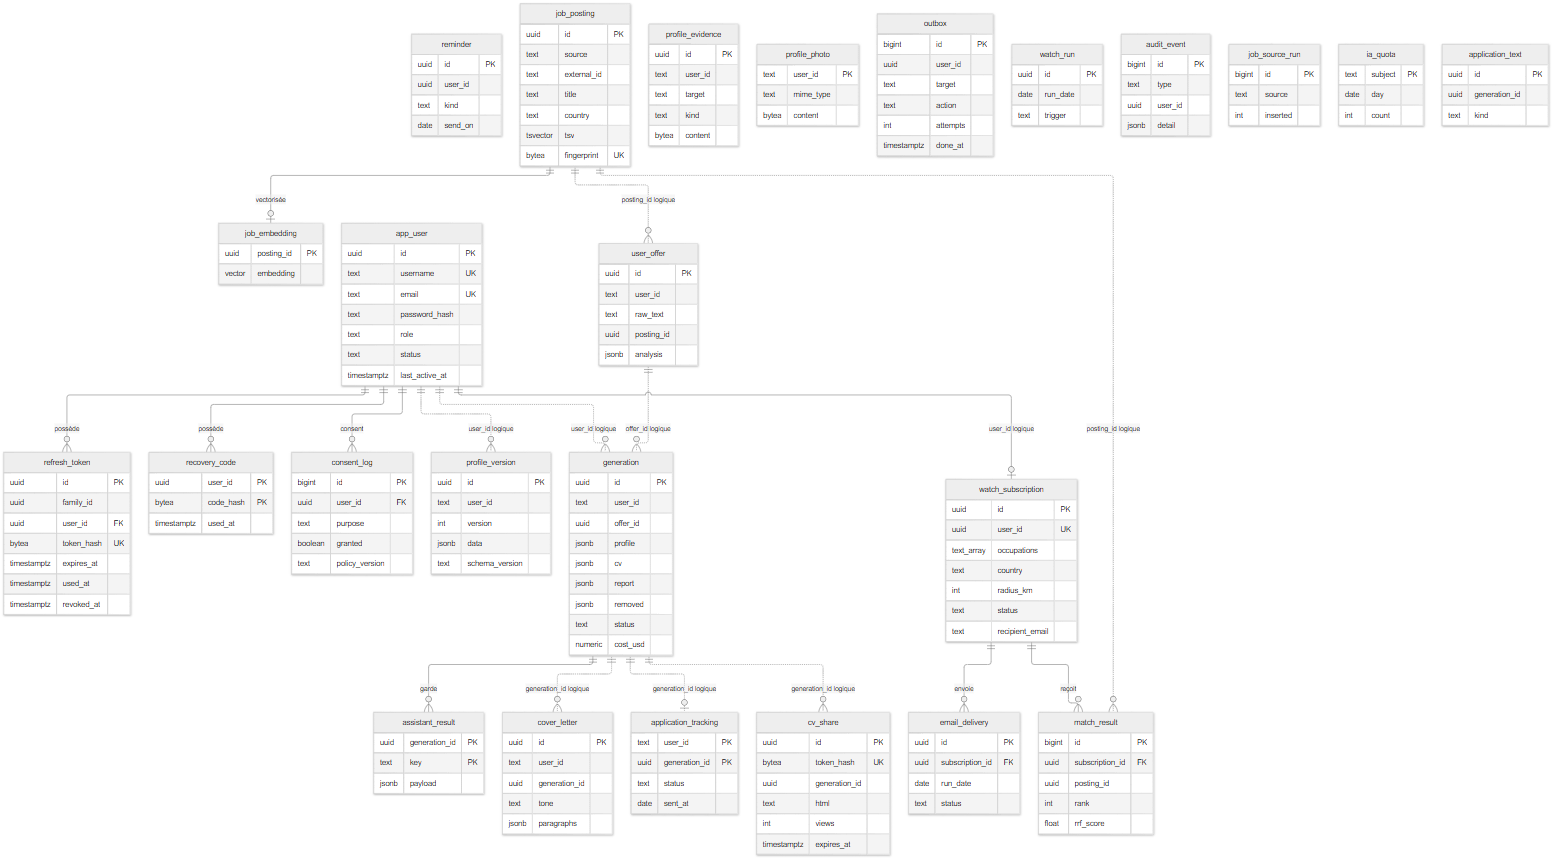 job_posting
uuid id PK
text source
text external_id
text title
text country
tsvector tsv
bytea fingerprint UK
reminder
uuid id PK
uuid user_id
text kind
date send_on
profile_evidence
uuid id PK
text user_id
text target
text kind
bytea content
profile_photo
text user_id PK
text mime_type
bytea content
outbox
bigint id PK
uuid user_id
text target
text action
int attempts
timestamptz done_at
watch_run
uuid id PK
date run_date
text trigger
audit_event
bigint id PK
text type
uuid user_id
jsonb detail
job_source_run
bigint id PK
text source
int inserted
ia_quota
text subject PK
date day
int count
application_text
uuid id PK
uuid generation_id
text kind
vectorisée
posting_id logique
job_embedding
uuid posting_id PK
vector embedding
app_user
uuid id PK
text username UK
text email UK
text password_hash
text role
text status
timestamptz last_active_at
user_offer
uuid id PK
text user_id
text raw_text
uuid posting_id
jsonb analysis
possède
possède
consent
user_id logique
user_id logique
offer_id logique
user_id logique
posting_id logique
refresh_token
uuid id PK
uuid family_id
uuid user_id FK
bytea token_hash UK
timestamptz expires_at
timestamptz used_at
timestamptz revoked_at
recovery_code
uuid user_id PK
bytea code_hash PK
timestamptz used_at
consent_log
bigint id PK
uuid user_id FK
text purpose
boolean granted
text policy_version
profile_version
uuid id PK
text user_id
int version
jsonb data
text schema_version
generation
uuid id PK
text user_id
uuid offer_id
jsonb profile
jsonb cv
jsonb report
jsonb removed
text status
numeric cost_usd
watch_subscription
uuid id PK
uuid user_id UK
text_array occupations
text country
int radius_km
text status
text recipient_email
garde
generation_id logique
generation_id logique
generation_id logique
envoie
reçoit
assistant_result
uuid generation_id PK
text key PK
jsonb payload
cover_letter
uuid id PK
text user_id
uuid generation_id
text tone
jsonb paragraphs
application_tracking
text user_id PK
uuid generation_id PK
text status
date sent_at
cv_share
uuid id PK
bytea token_hash UK
uuid generation_id
text html
int views
timestamptz expires_at
email_delivery
uuid id PK
uuid subscription_id FK
date run_date
text status
match_result
bigint id PK
uuid subscription_id FK
uuid posting_id
int rank
float rrf_score